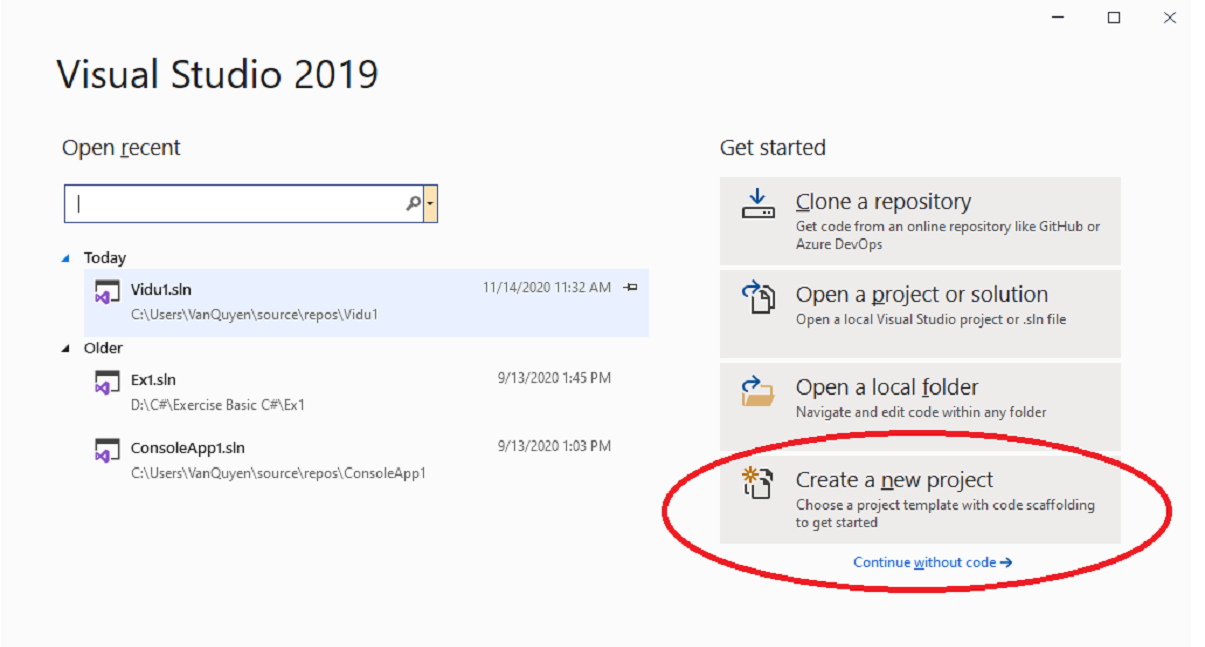 Visual Studio 2019
Open recent
Today
Vidu1.sln
11/14/2020 11:32 AM
C:\Users\VanQuyen\source\repos\Vidu1
Older
Ex1.sln
9/13/2020 1:45 PM
D:\C#\Exercise Basic C#\Ex1
ConsoleApp1.sln
9/13/2020 1:03 PM
C:\Users\VanQuyen\source\repos\ConsoleApp1
Get started
Clone a repository
Get code from an online repository like GitHub or
Azure DevOps
Open a project or solution
Open a local Visual Studio project or .sln file
Open a local folder
Navigate and edit code within any folder
Create a new project
Choose a project template with code scaffolding
to get started
Continue without code →